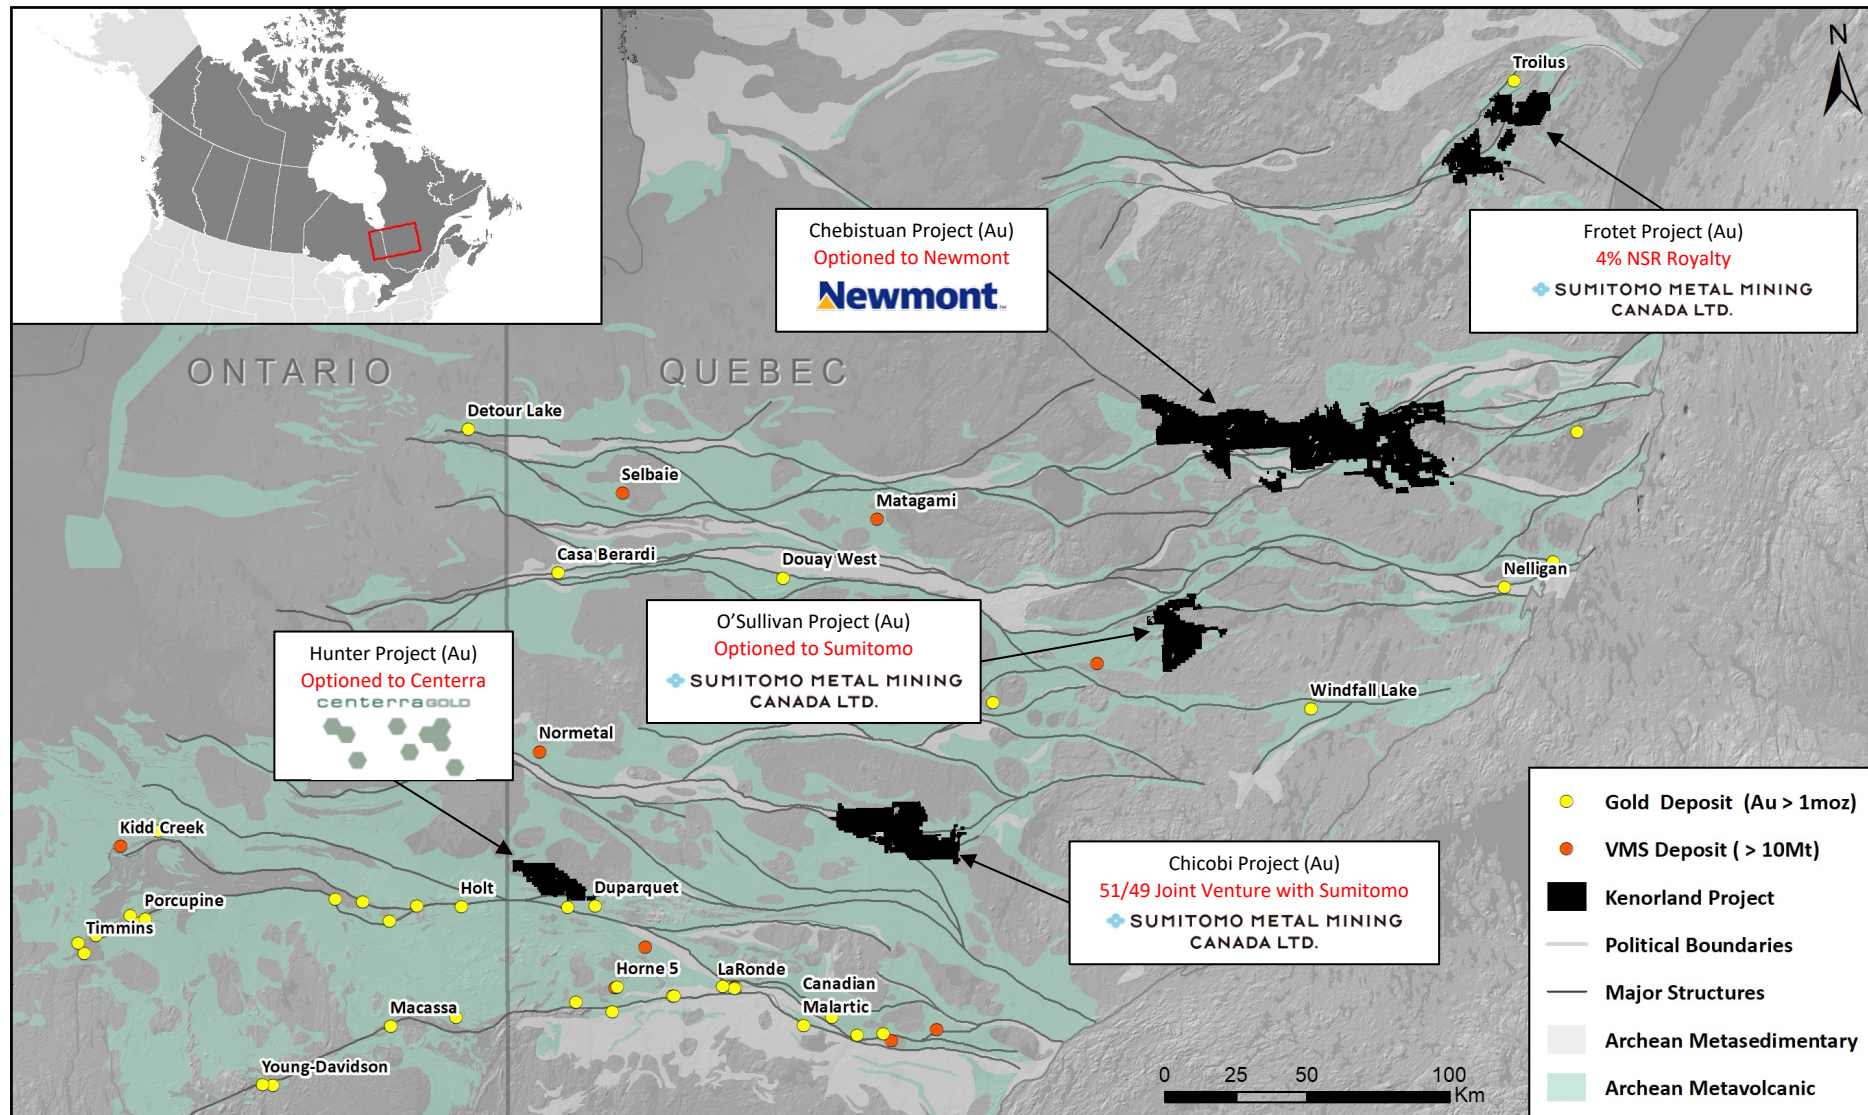 N
Troilus
Chebistuan Project (Au)
Optioned to Newmont
Newmont™
Frotet Project (Au)
4% NSR Royalty
SUMITOMO METAL MINING
CANADA LTD.
ONTARIO
QUEBEC
Detour Lake
Selbaie
Matagami
Casa Berardi
Douay West
Nelligan
O’Sullivan Project (Au)
Optioned to Sumitomo
SUMITOMO METAL MINING
CANADA LTD.
Hunter Project (Au)
Optioned to Centerra
centerraGOLD
Windfall Lake
Normetal
Kidd Creek
Holt
Duparquet
Porcupine
Timmins
Chicobi Project (Au)
51/49 Joint Venture with Sumitomo
SUMITOMO METAL MINING
CANADA LTD.
Horne 5
LaRonde
Canadian
Malartic
Macassa
Young-Davidson
Gold Deposit (Au > 1moz)
VMS Deposit ( > 10Mt)
Kenorland Project
Political Boundaries
Major Structures
Archean Metasedimentary
Archean Metavolcanic
0 25 50 100
Km